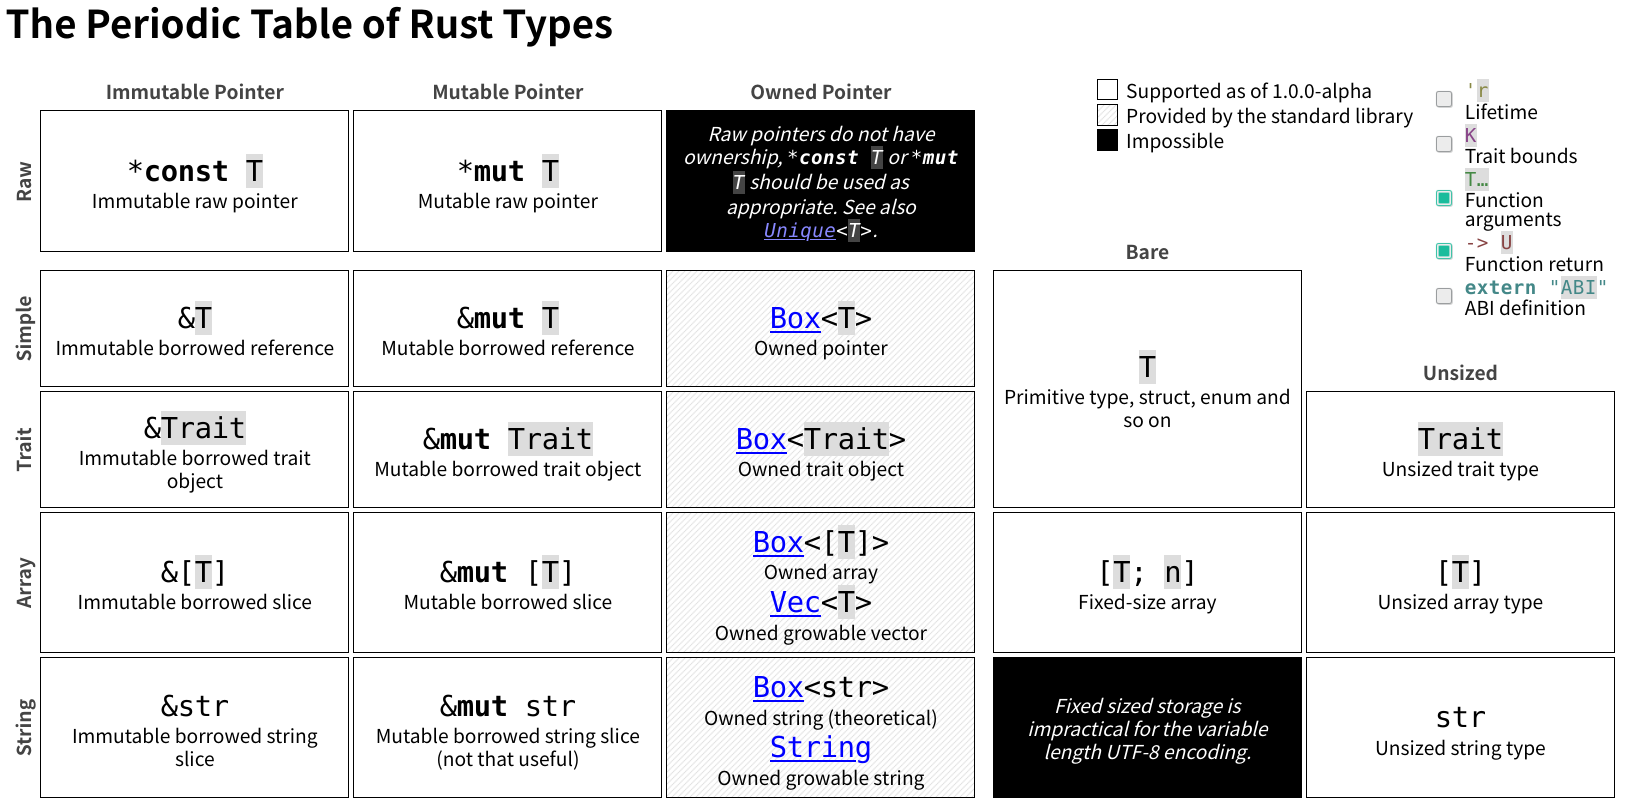 The Periodic Table of Rust Types
Immutable Pointer
Mutable Pointer
Owned Pointer
Supported as of 1.0.0-alpha
Provided by the standard library
Impossible
'r
Lifetime
K
Trait bounds
T…
Function
arguments
-> U
Function return
extern "ABI"
ABI definition
Raw
*const T
Immutable raw pointer
*mut T
Mutable raw pointer
Raw pointers do not have
ownership, *const T or *mut
T should be used as
appropriate. See also
Unique<T>.
Bare
Simple
&T
Immutable borrowed reference
&mut T
Mutable borrowed reference
Box<T>
Owned pointer
T
Primitive type, struct, enum and
so on
Unsized
Trait
&Trait
Immutable borrowed trait
object
&mut Trait
Mutable borrowed trait object
Box<Trait>
Owned trait object
Trait
Unsized trait type
Array
&[T]
Immutable borrowed slice
&mut [T]
Mutable borrowed slice
Box<[T]>
Owned array
Vec<T>
Owned growable vector
[T; n]
Fixed-size array
[T]
Unsized array type
String
&str
Immutable borrowed string
slice
&mut str
Mutable borrowed string slice
(not that useful)
Box<str>
Owned string (theoretical)
String
Owned growable string
Fixed sized storage is
impractical for the variable
length UTF-8 encoding.
str
Unsized string type